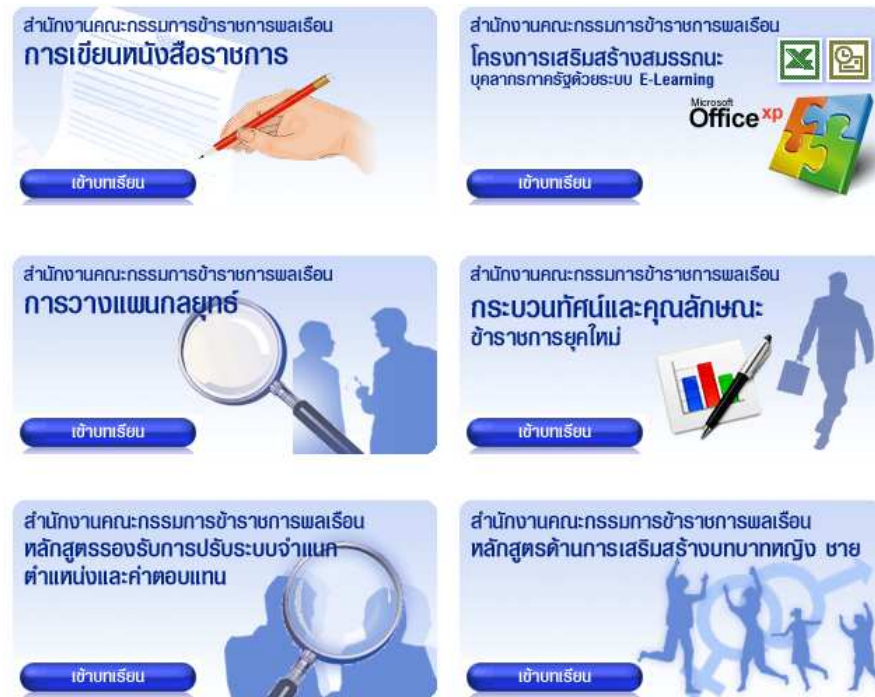 สำนักงานคณะกรรมการข้าราชการพลเรือน
การเขียนหนังสือราชการ
เข้าบทเรียน
สำนักงานคณะกรรมการข้าราชการพลเรือน
โครงการเสริมสร้างสมรรถนะ
บุคลากรภาครัฐด้วยระบบ E-Learning
Microsoft
Office xp
เข้าบทเรียน
สำนักงานคณะกรรมการข้าราชการพลเรือน
การวางแผนกลยุทธ์
เข้าบทเรียน
สำนักงานคณะกรรมการข้าราชการพลเรือน
กระบวนทัศน์และคุณลักษณะ
ข้าราชการยุคใหม่
เข้าบทเรียน
สำนักงานคณะกรรมการข้าราชการพลเรือน
หลักสูตรรองรับการปรับระบบจำแนก
ตำแหน่งและค่าตอบแทน
เข้าบทเรียน
สำนักงานคณะกรรมการข้าราชการพลเรือน
หลักสูตรด้านการเสริมสร้างบทบาทหญิง ชาย
เข้าบทเรียน